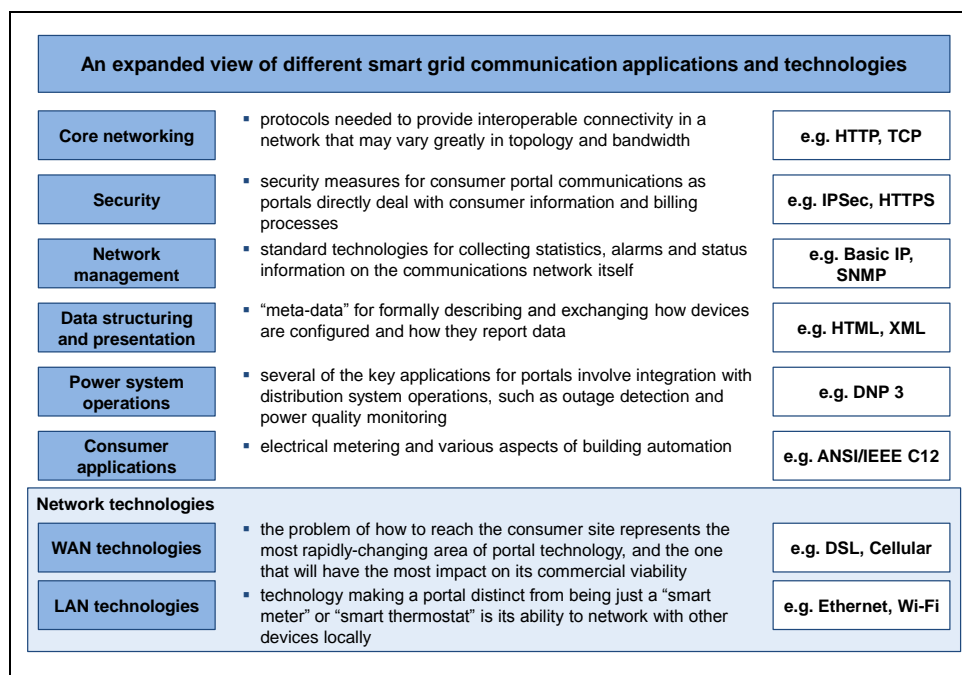 An expanded view of different smart grid communication applications and technologies
Core networking
▪ protocols needed to provide interoperable connectivity in a
network that may vary greatly in topology and bandwidth
e.g. HTTP, TCP
Security
▪ security measures for consumer portal communications as
portals directly deal with consumer information and billing
processes
e.g. IPSec, HTTPS
Network
management
▪ standard technologies for collecting statistics, alarms and status
information on the communications network itself
e.g. Basic IP,
SNMP
Data structuring
and presentation
▪ “meta-data” for formally describing and exchanging how devices
are configured and how they report data
e.g. HTML, XML
Power system
operations
▪ several of the key applications for portals involve integration with
distribution system operations, such as outage detection and
power quality monitoring
e.g. DNP 3
Consumer
applications
▪ electrical metering and various aspects of building automation
e.g. ANSI/IEEE C12
Network technologies
WAN technologies
▪ the problem of how to reach the consumer site represents the
most rapidly-changing area of portal technology, and the one
that will have the most impact on its commercial viability
e.g. DSL, Cellular
LAN technologies
▪ technology making a portal distinct from being just a “smart
meter” or “smart thermostat” is its ability to network with other
devices locally
e.g. Ethernet, Wi-Fi